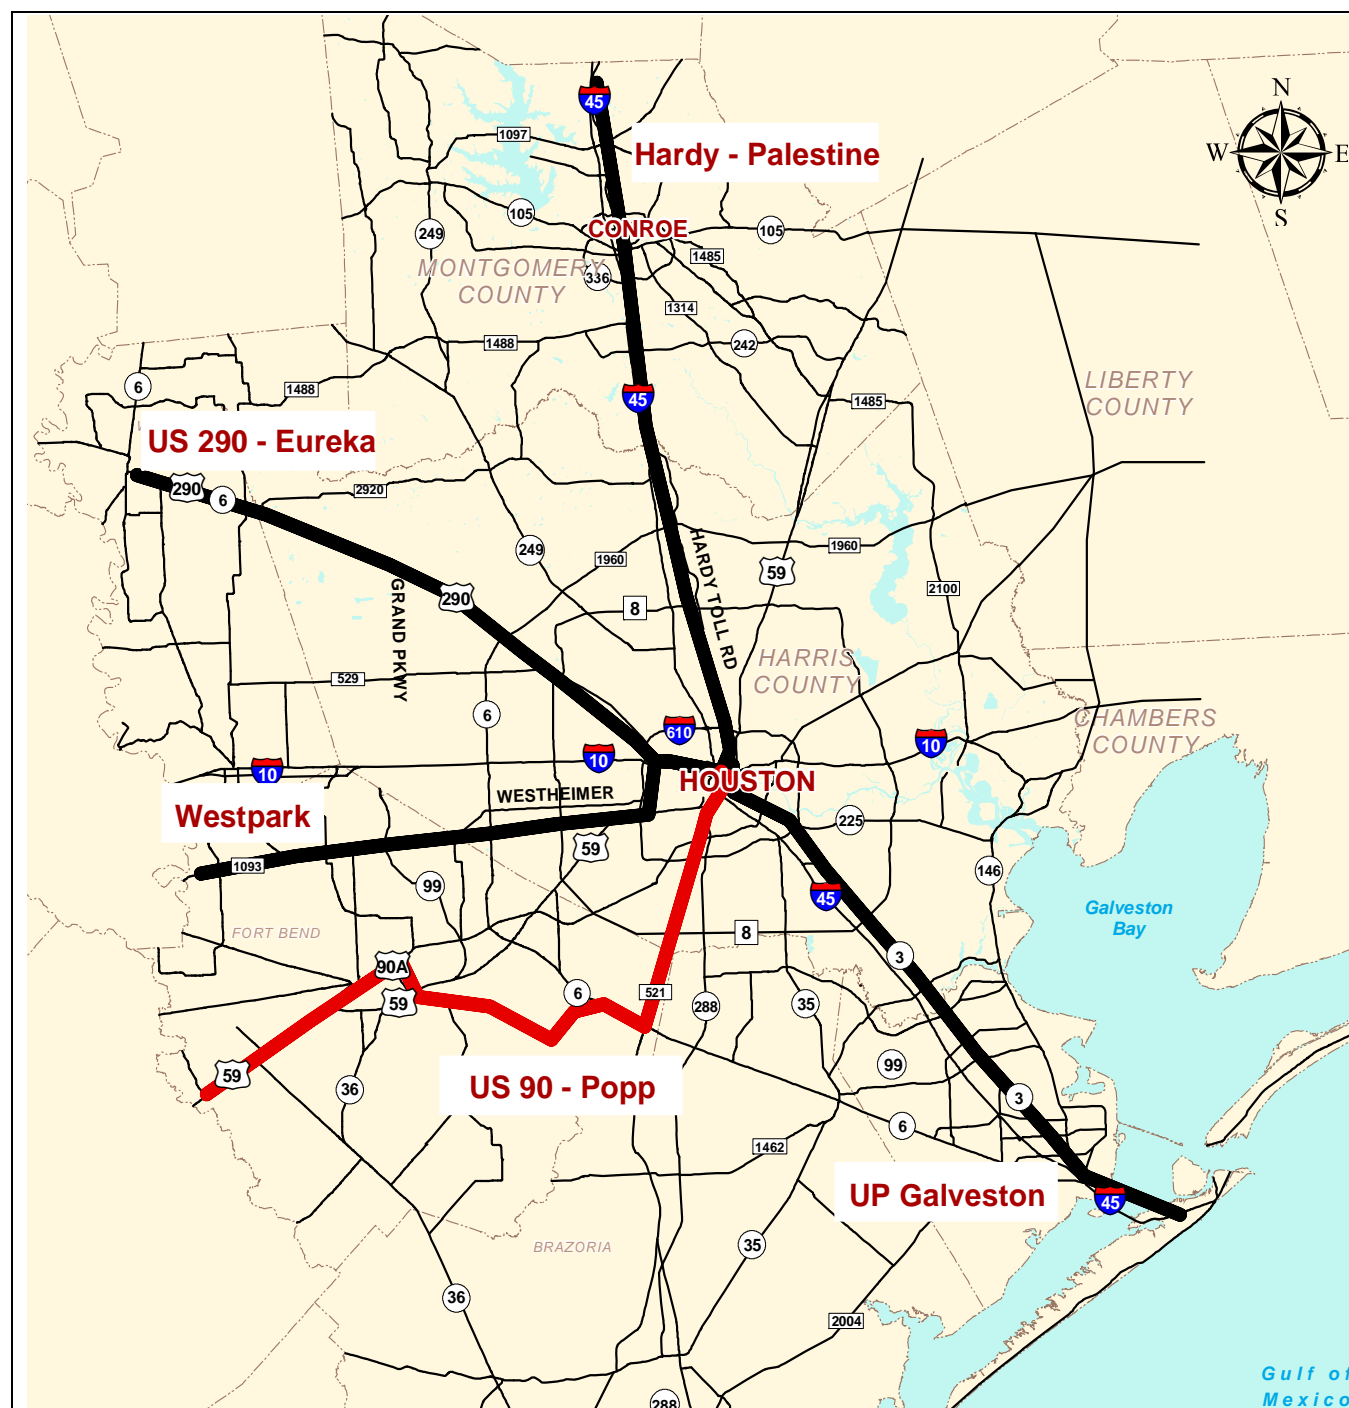 N
45
1097
Hardy - Palestine
W
E
S
105
CONROE
105
249
1485
MONTGOMERY
COUNTY
336
1314
1488
242
6
1488
45
1485
LIBERTY
COUNTY
US 290 - Eureka
290
6
2920
249
1960
HARDY TOLL RD
1960
59
GRAND PKWY
290
8
2100
HARRIS
COUNTY
529
6
610
CHAMBERS
COUNTY
10
10
10
HOUSTON
WESTHEIMER
Westpark
225
59
1093
146
99
45
Galveston
Bay
FORT BEND
8
3
90A
59
6
521
288
35
59
36
US 90 - Popp
99
3
6
1462
UP Galveston
45
35
BRAZORIA
36
2004
Gulf of
Mexico
288